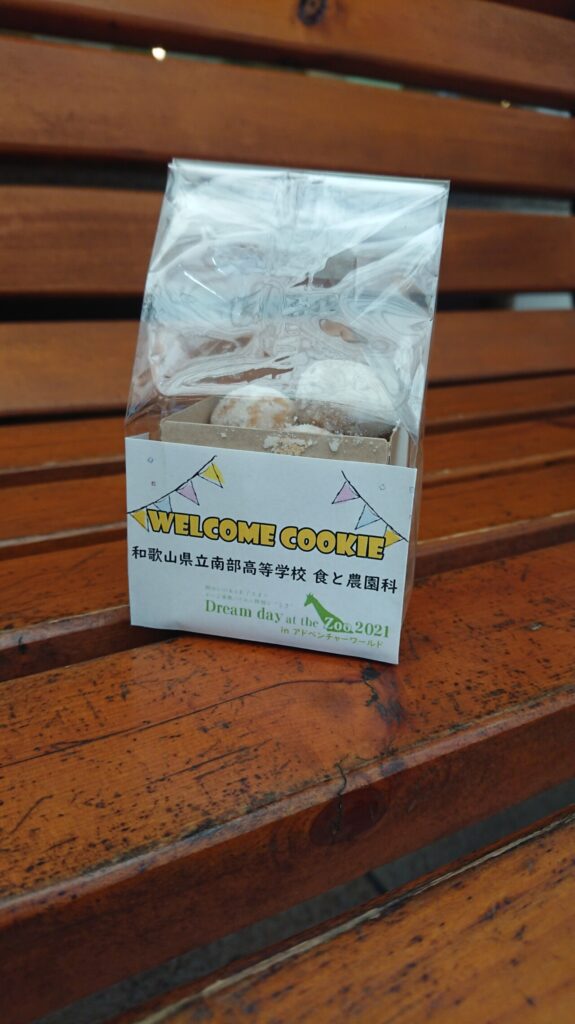 WELCOME COOKIE
和歌山県立南部高等学校 食と農園科
Dream day at the Zoo 2021
in アドベンチャーワールド